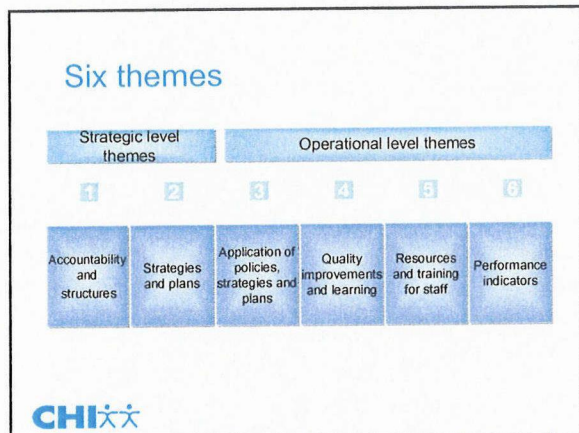 Six themes
Strategic level
themes
Operational level themes
1 2 3 4 5 6
Accountability
and
structures
Strategies
and plans
Application of
policies,
strategies and
plans
Quality
improvements
and learning
Resources
and training
for staff
Performance
indicators
CHI